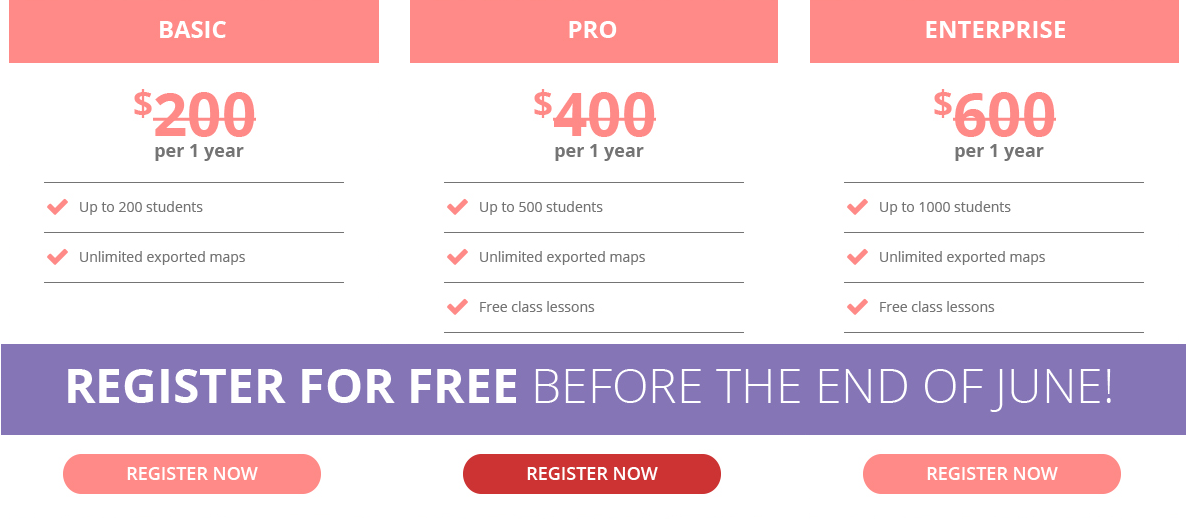 BASIC
$200
per 1 year
Up to 200 students
Unlimited exported maps
PRO
$400
per 1 year
Up to 500 students
Unlimited exported maps
Free class lessons
ENTERPRISE
$600
per 1 year
Up to 1000 students
Unlimited exported maps
Free class lessons
REGISTER FOR FREE BEFORE THE END OF JUNE!
REGISTER NOW
REGISTER NOW
REGISTER NOW